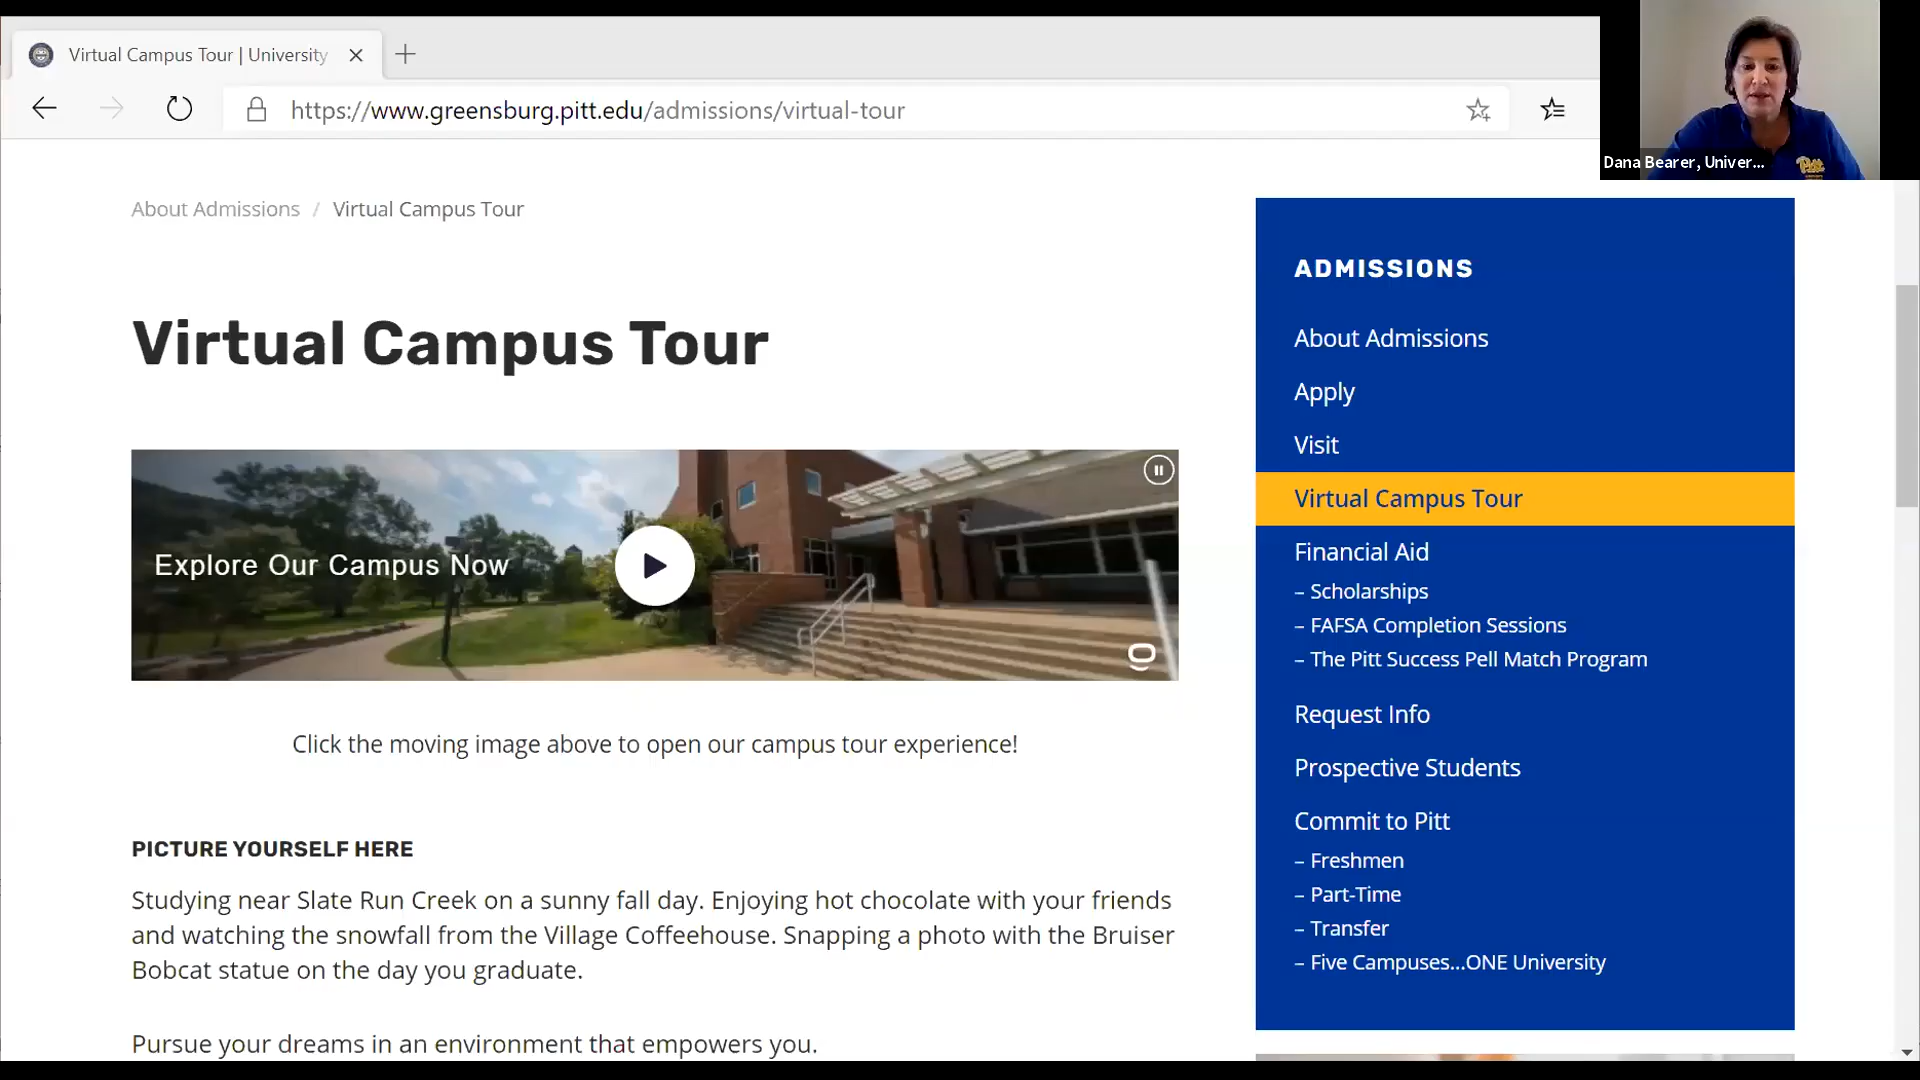 Virtual Campus Tour | University
https://www.greensburg.pitt.edu/admissions/virtual-tour
Dana Bearer, Univer...
Pitt
About Admissions / Virtual Campus Tour
Virtual Campus Tour
Explore Our Campus Now
Click the moving image above to open our campus tour experience!
PICTURE YOURSELF HERE
Studying near Slate Run Creek on a sunny fall day. Enjoying hot chocolate with your friends
and watching the snowfall from the Village Coffeehouse. Snapping a photo with the Bruiser
Bobcat statue on the day you graduate.
Pursue your dreams in an environment that empowers you.
ADMISSIONS
About Admissions
Apply
Visit
Virtual Campus Tour
Financial Aid
– Scholarships
– FAFSA Completion Sessions
– The Pitt Success Pell Match Program
Request Info
Prospective Students
Commit to Pitt
– Freshmen
– Part-Time
– Transfer
– Five Campuses...ONE University